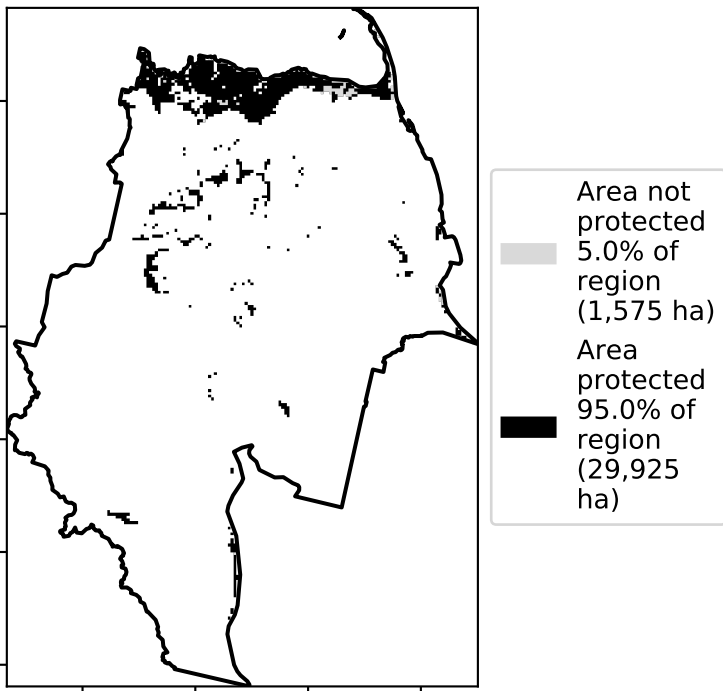 Area not
protected
5.0% of
region
(1,575 ha)
Area
protected
95.0% of
region
(29,925
ha)